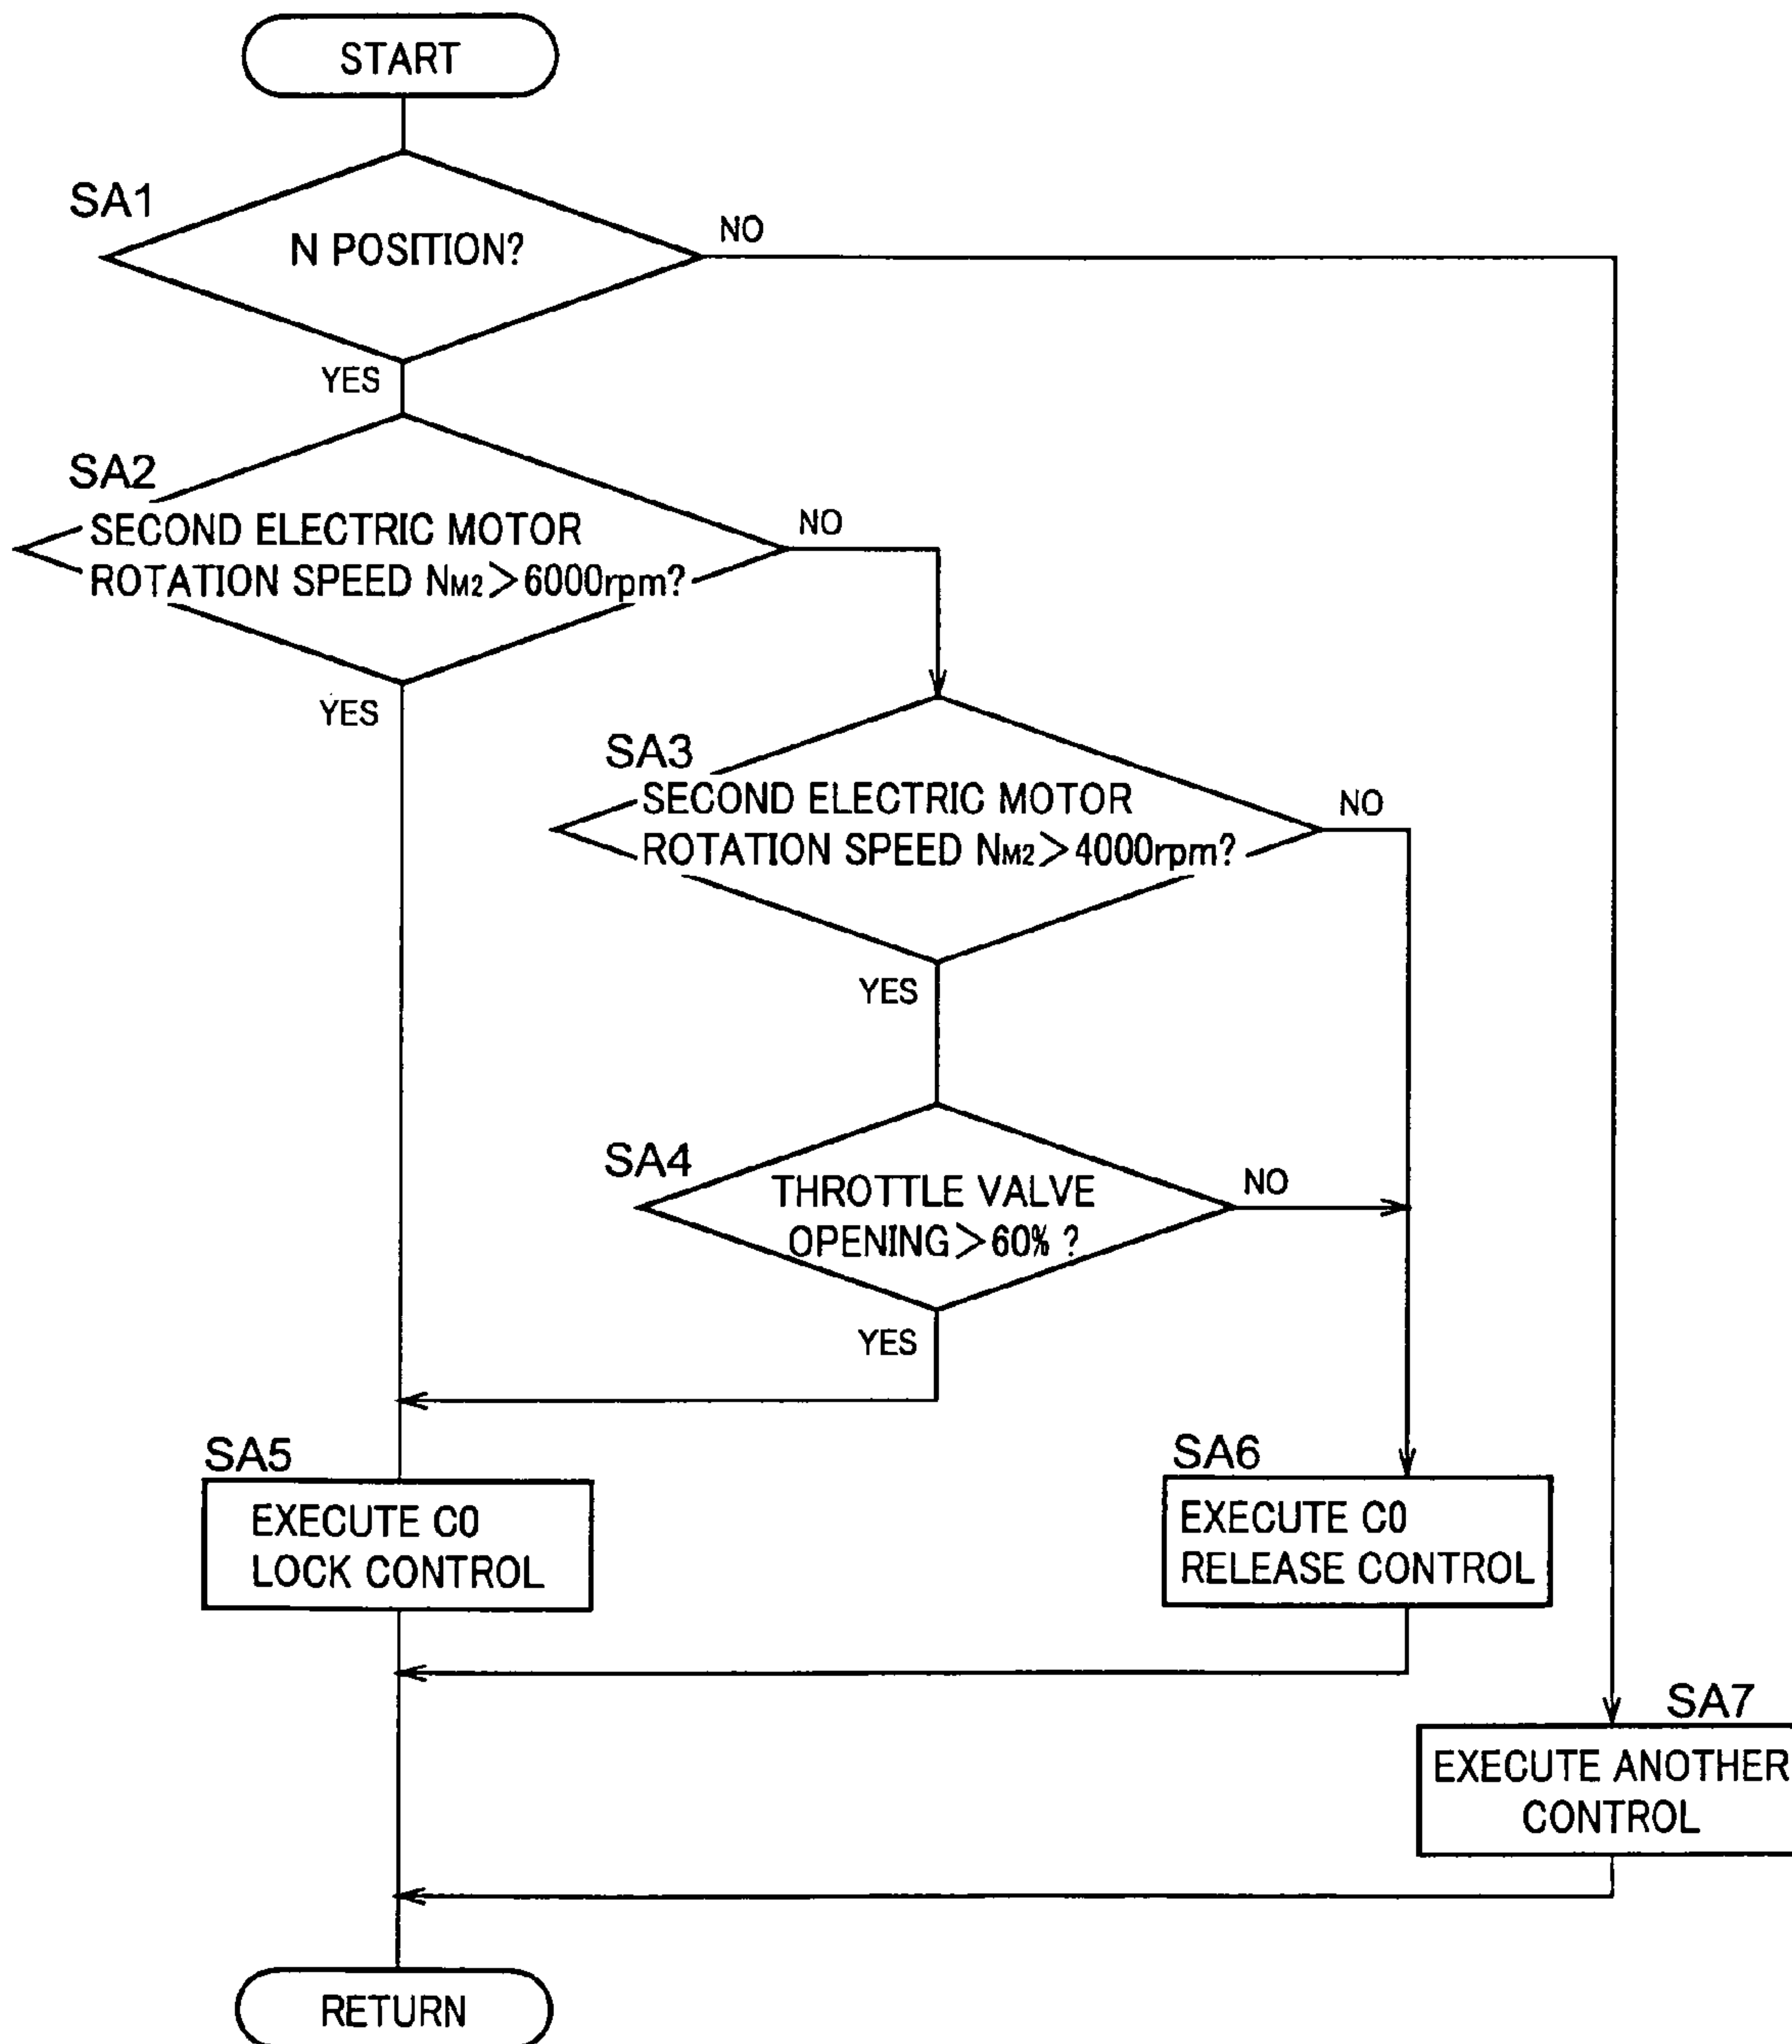 START
SA1
N POSITION?
NO
YES
SA2
SECOND ELECTRIC MOTOR
ROTATION SPEED NM2>6000rpm?
NO
YES
SA3
SECOND ELECTRIC MOTOR
ROTATION SPEED NM2>4000rpm?
NO
YES
SA4
THROTTLE VALVE
OPENING>60% ?
NO
YES
SA5
EXECUTE C0
LOCK CONTROL
SA6
EXECUTE C0
RELEASE CONTROL
SA7
EXECUTE ANOTHER
CONTROL
RETURN